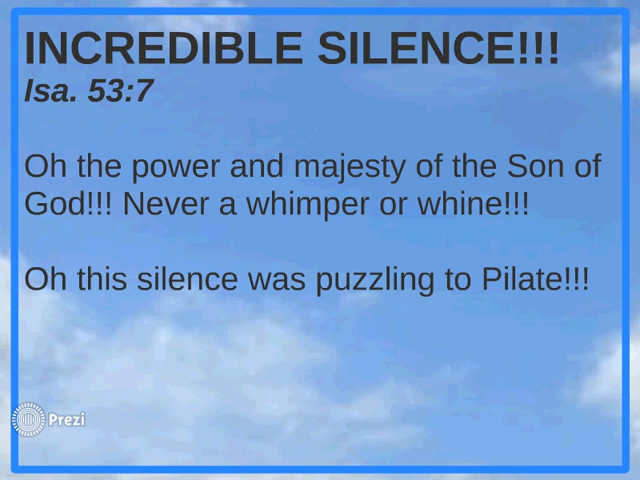 INCREDIBLE SILENCE!!!
Isa. 53:7
Oh the power and majesty of the Son of
God!!! Never a whimper or whine!!!
Oh this silence was puzzling to Pilate!!!
Prezi